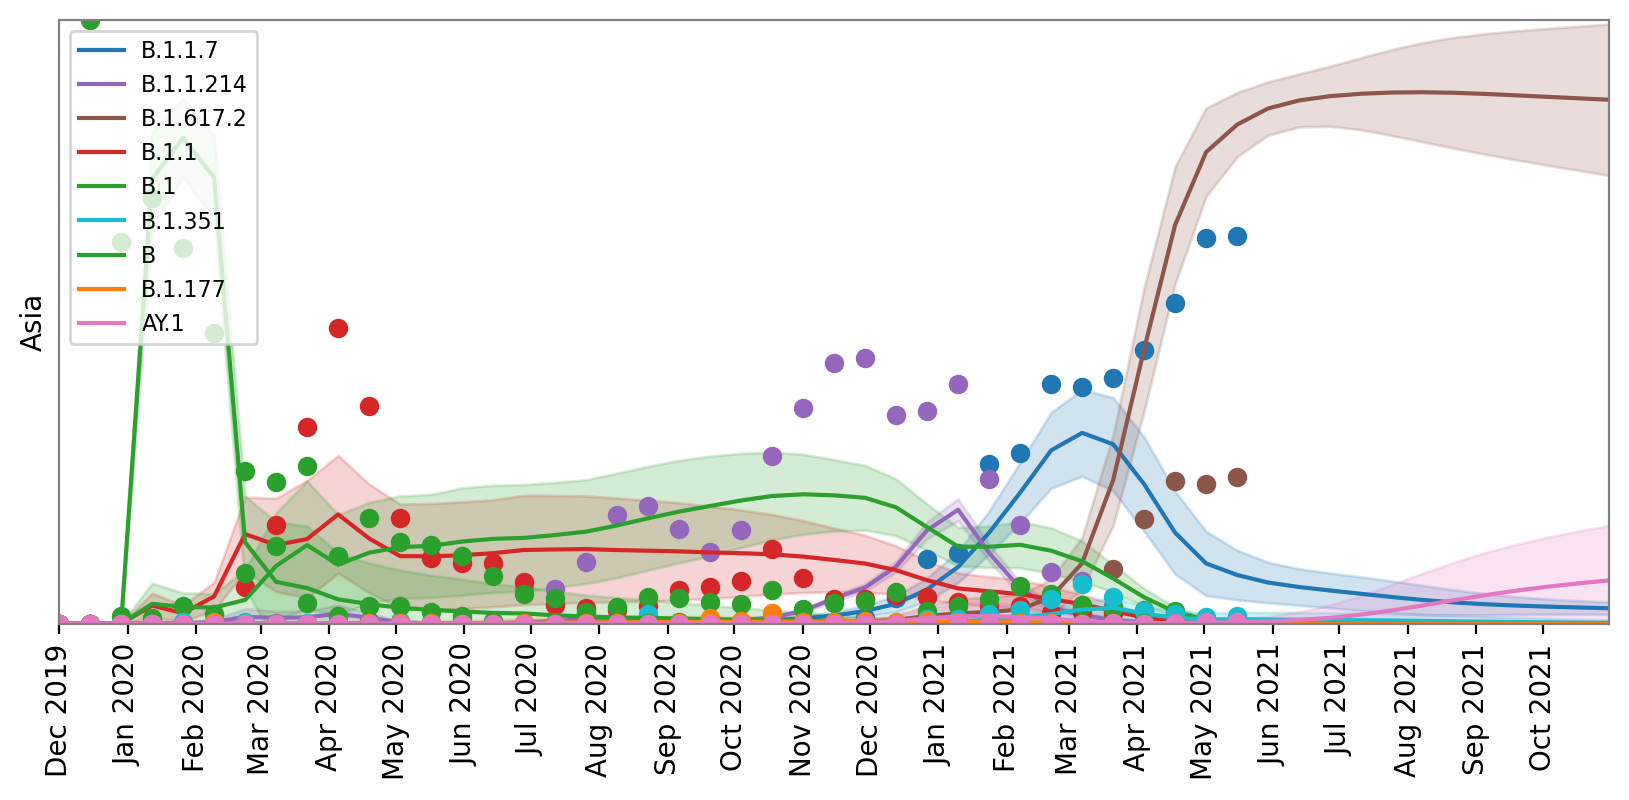 B.1.1.7
B.1.1.214
B.1.617.2
B.1.1
B.1
B.1.351
B
B.1.177
AY.1
Asia
Dec 2019
Jan 2020
Feb 2020
Mar 2020
Apr 2020
May 2020
Jun 2020
Jul 2020
Aug 2020
Sep 2020
Oct 2020
Nov 2020
Dec 2020
Jan 2021
Feb 2021
Mar 2021
Apr 2021
May 2021
Jun 2021
Jul 2021
Aug 2021
Sep 2021
Oct 2021